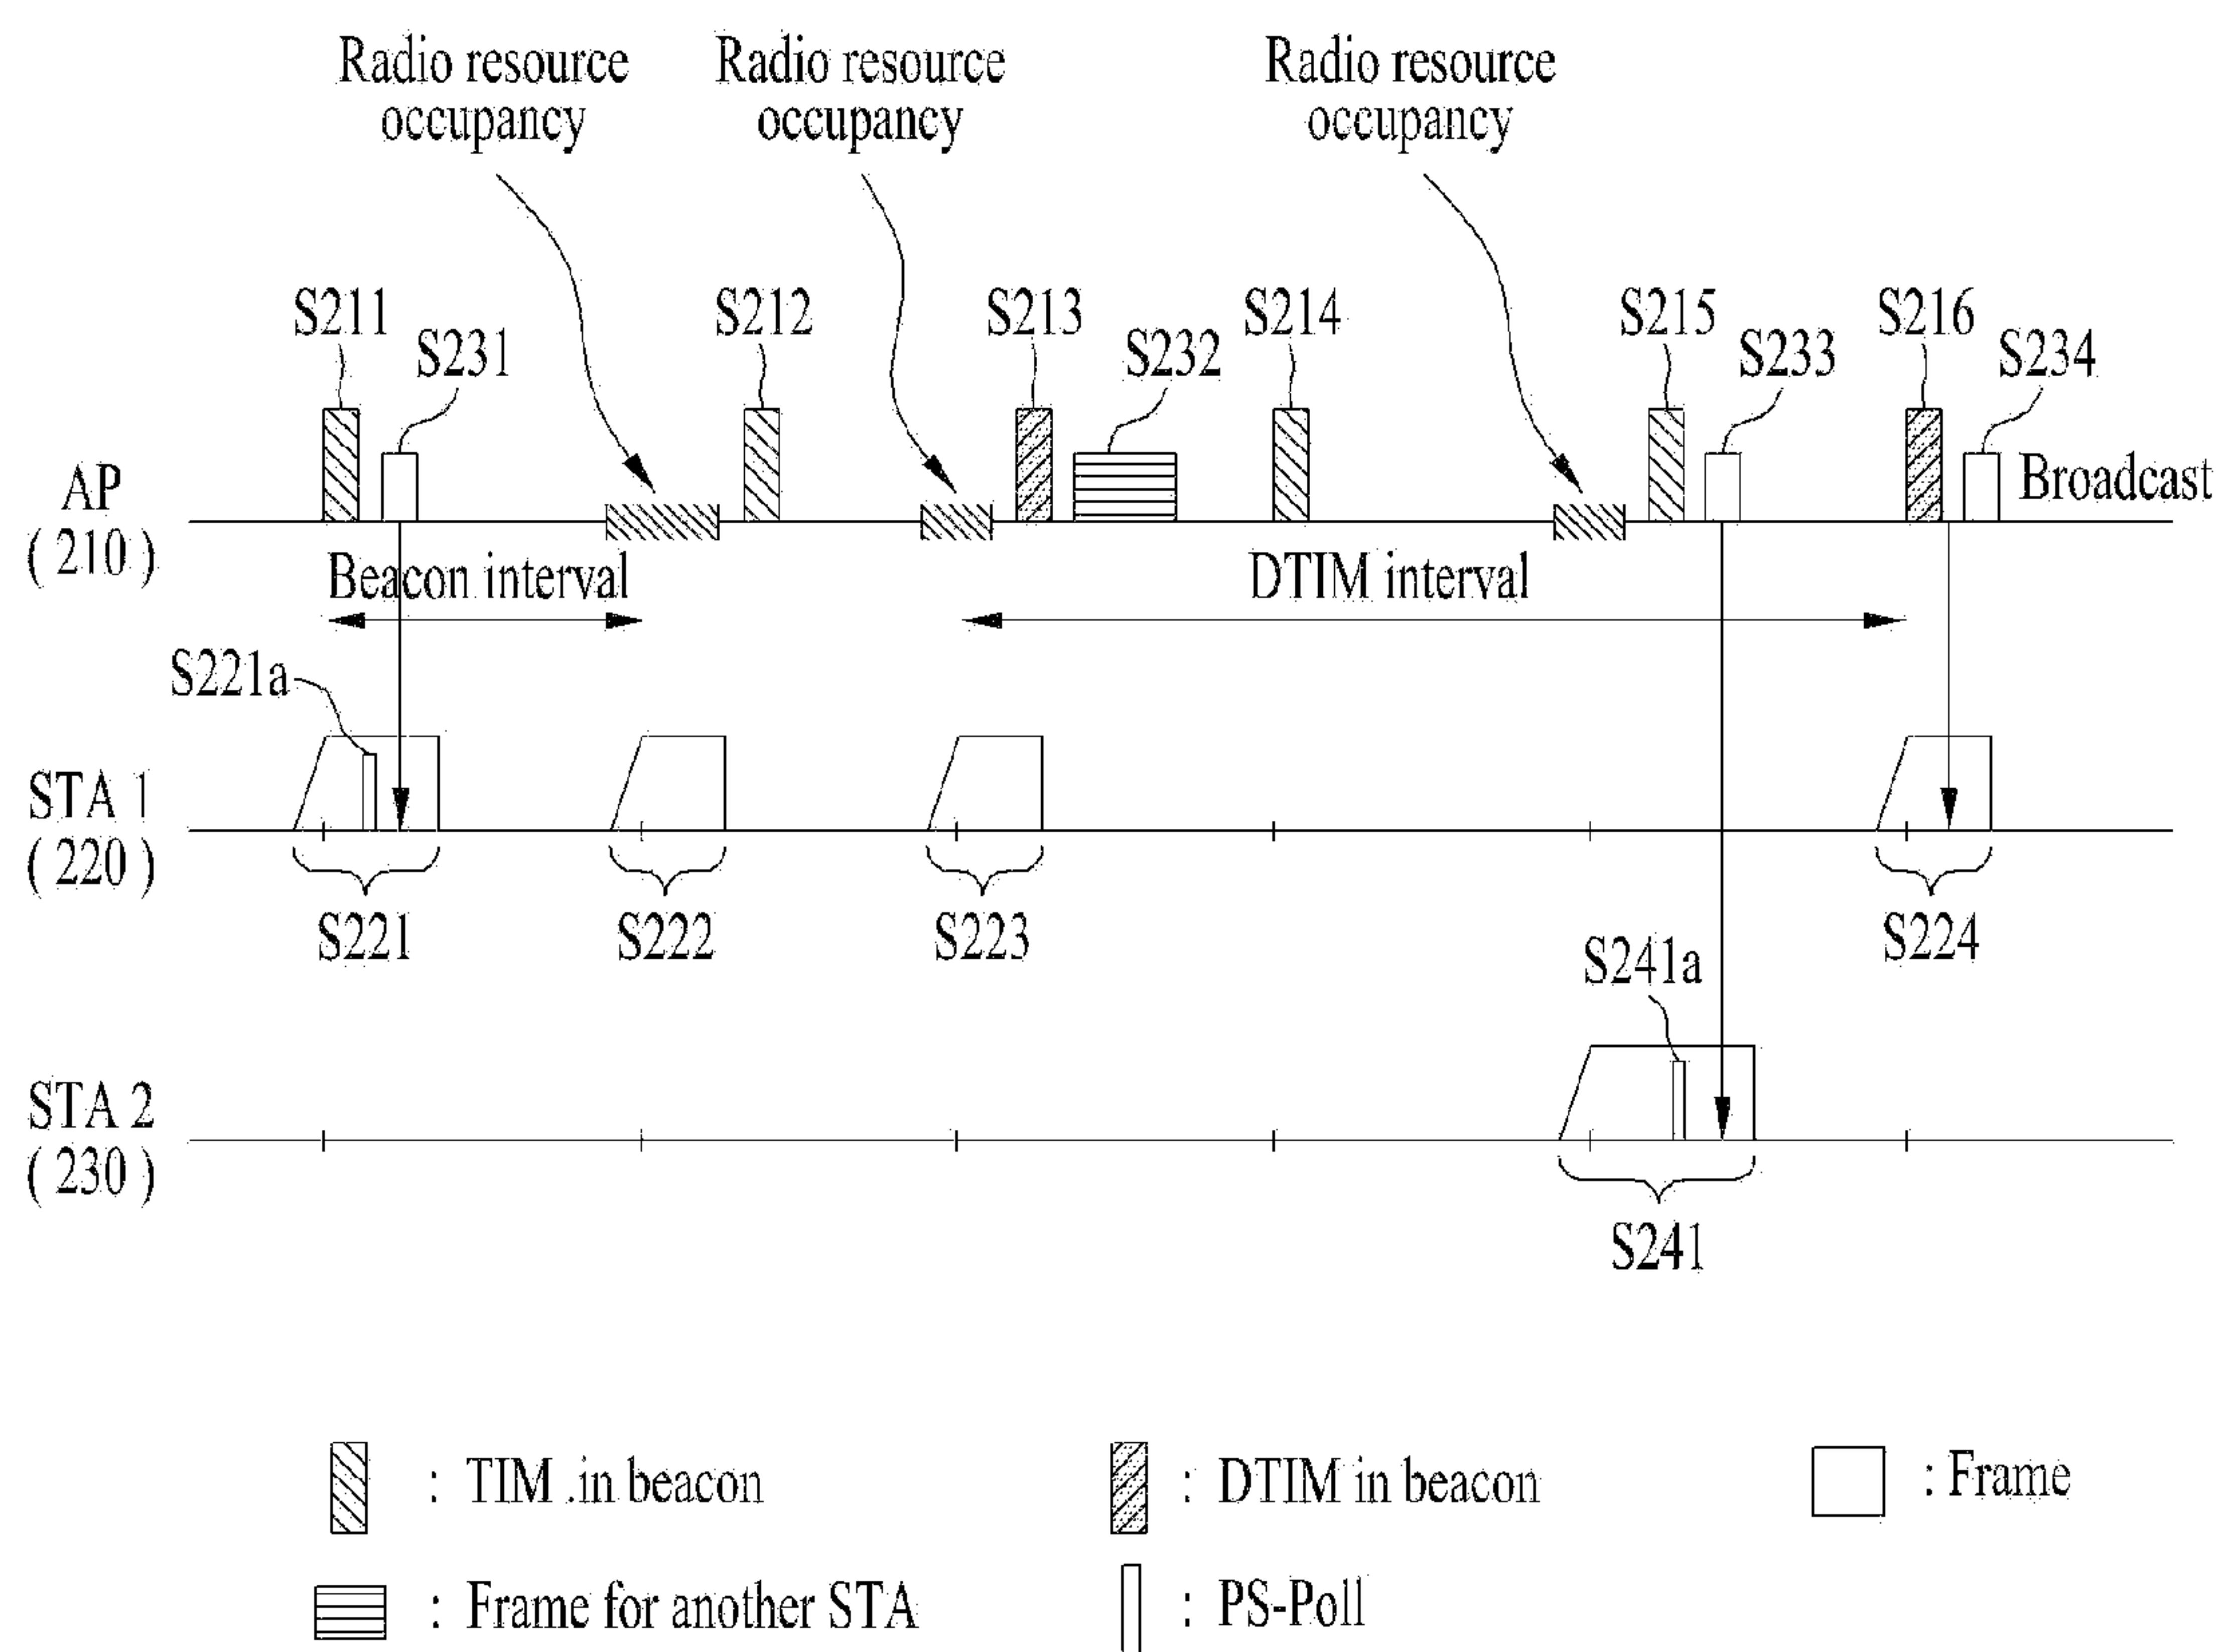 Radio resource
occupancy
Radio resource
occupancy
Radio resource
occupancy
S211
S231
S212
S213
S232
S214
S215
S233
S216
S234
AP
( 210 )
Broadcast
Beacon interval
DTIM interval
S221a
STA 1
( 220 )
S221
S222
S223
S224
S241a
STA 2
( 230 )
S241
: TIM .in beacon
: DTIM in beacon
: Frame
: Frame for another STA
: PS-Poll